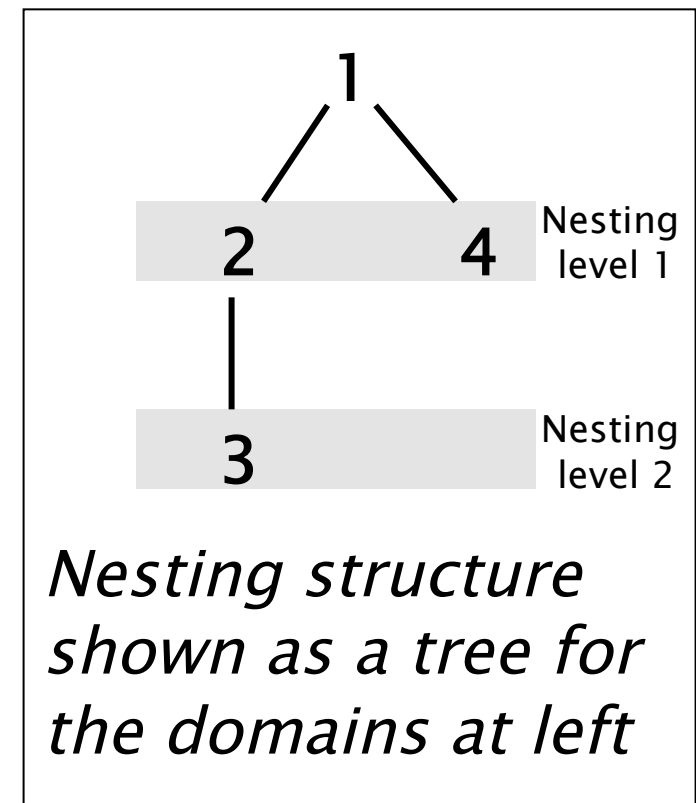 1
2 4 Nesting
level 1
3 Nesting
level 2
Nesting structure
shown as a tree for
the domains at left